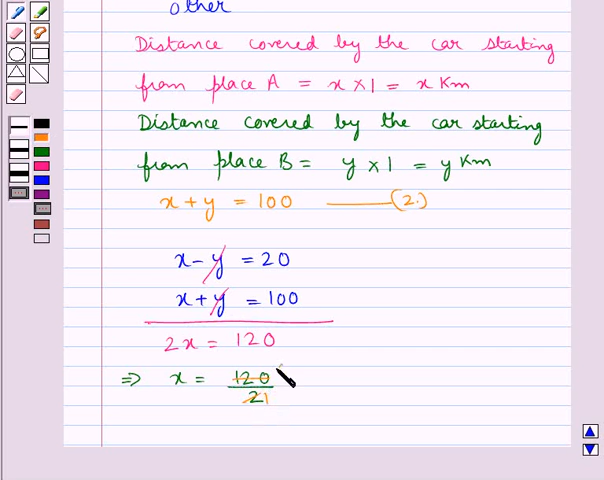 other
Distance covered by the car starting
from place A = x × 1 = x Km
Distance covered by the car starting
from place B = y × 1 = y Km
x + y = 100 ——— (2.)
x - y = 20
x + y = 100
2x = 120
⇒ x = 120/2 1